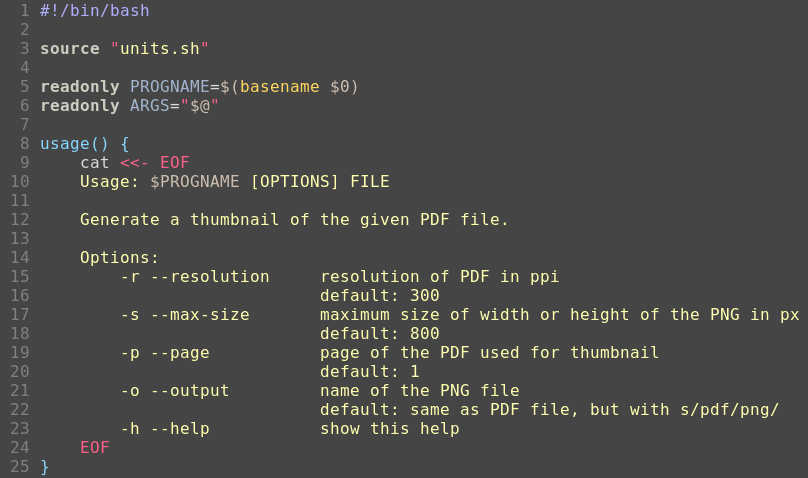 1 #!/bin/bash
2
3 source "units.sh"
4
5 readonly PROGNAME=$(basename $0)
6 readonly ARGS="$@"
7
8 usage() {
9     cat <<- EOF
10     Usage: $PROGNAME [OPTIONS] FILE
11
12     Generate a thumbnail of the given PDF file.
13
14     Options:
15         -r --resolution     resolution of PDF in ppi
16                             default: 300
17         -s --max-size       maximum size of width or height of the PNG in px
18                             default: 800
19         -p --page           page of the PDF used for thumbnail
20                             default: 1
21         -o --output         name of the PNG file
22                             default: same as PDF file, but with s/pdf/png/
23         -h --help           show this help
24     EOF
25 }